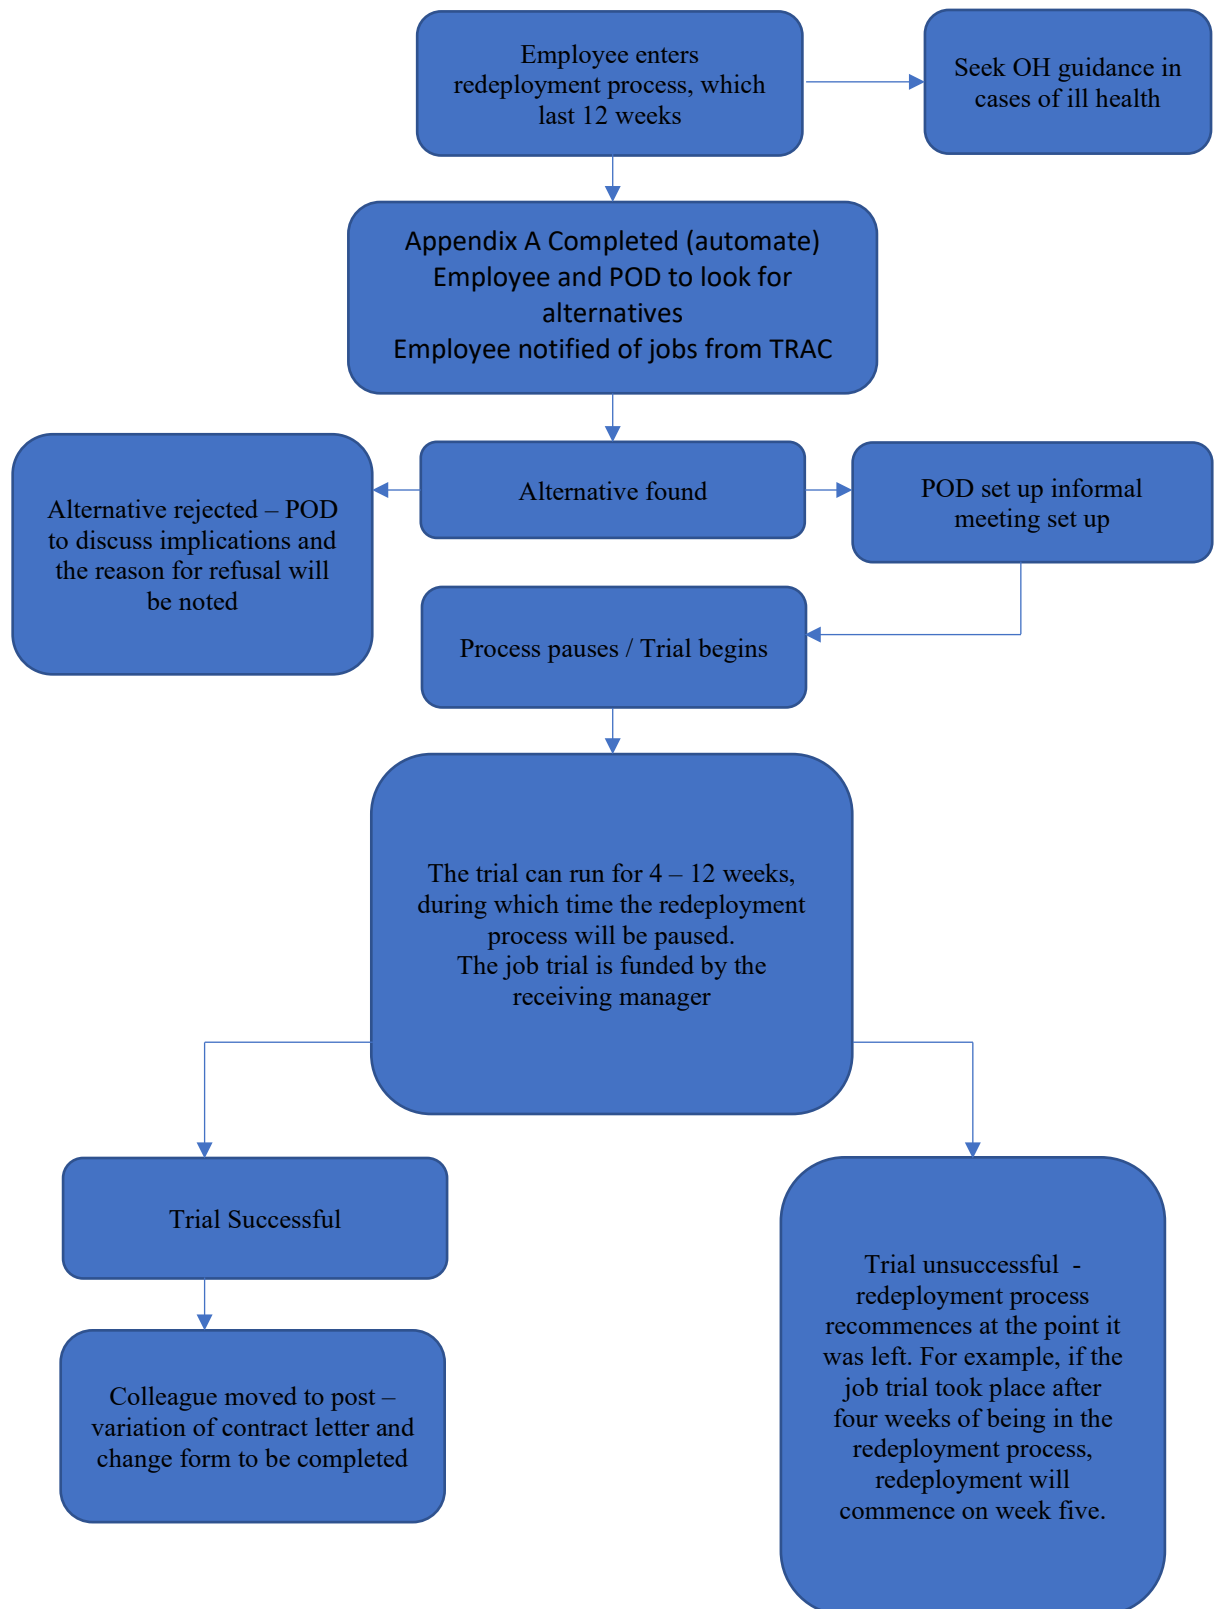 Employee enters
redeployment process, which
last 12 weeks
Seek OH guidance in
cases of ill health
Appendix A Completed (automate)
Employee and POD to look for
alternatives
Employee notified of jobs from TRAC
Alternative rejected – POD
to discuss implications and
the reason for refusal will
be noted
Alternative found
POD set up informal
meeting set up
Process pauses / Trial begins
The trial can run for 4 – 12 weeks,
during which time the redeployment
process will be paused.
The job trial is funded by the
receiving manager
Trial Successful
Colleague moved to post –
variation of contract letter and
change form to be completed
Trial unsuccessful  -
redeployment process
recommences at the point it
was left. For example, if the
job trial took place after
four weeks of being in the
redeployment process,
redeployment will
commence on week five.